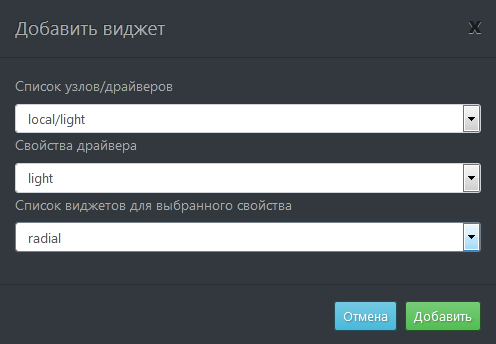 Добавить виджет
X
Список узлов/драйверов
local/light
Свойства драйвера
light
Список виджетов для выбранного свойства
radial
Отмена Добавить